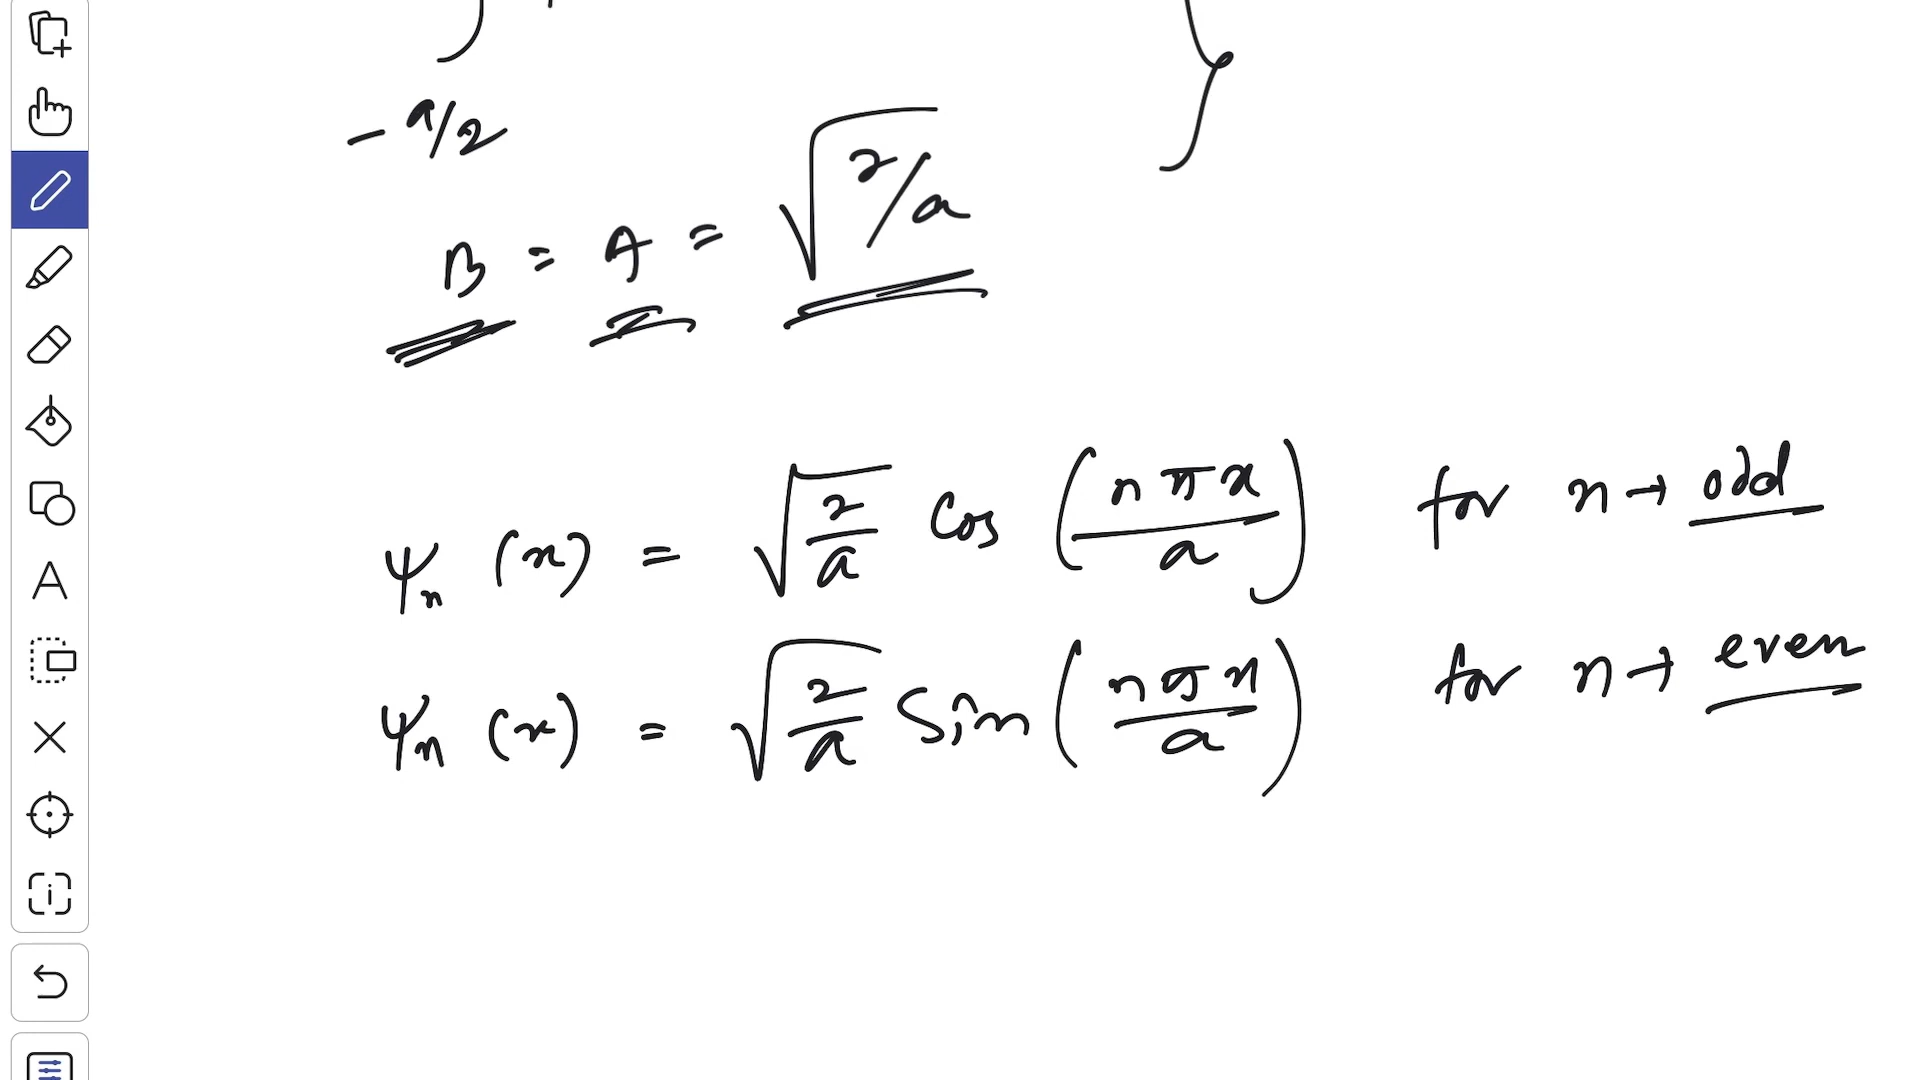 - a/2
B = A = √2/a
ψn (x) = √(2/a) Cos (nπx/a) for n → odd
ψn (x) = √(2/a) Sin (nπx/a) for n → even